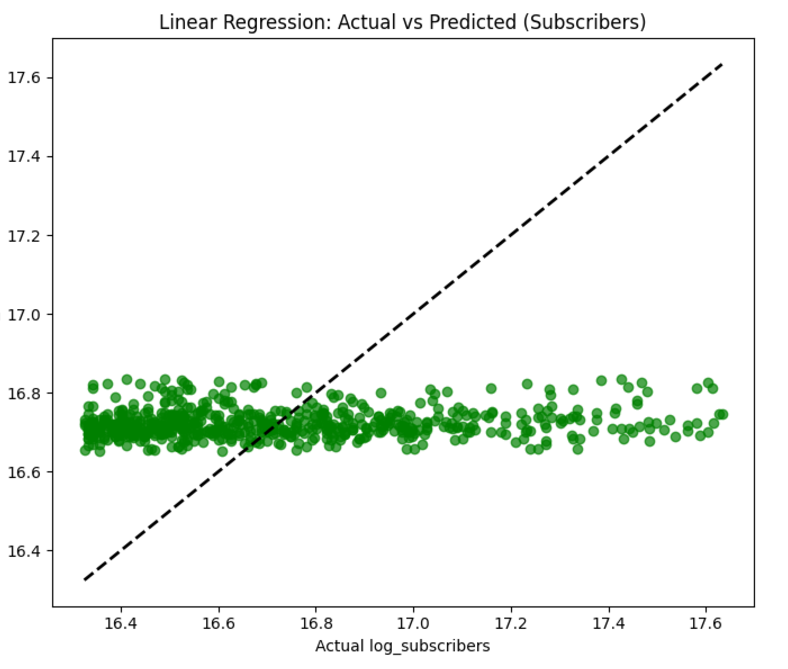 Linear Regression: Actual vs Predicted (Subscribers)
17.6
17.4
17.2
17.0
16.8
16.6
16.4
16.4 16.6 16.8 17.0 17.2 17.4 17.6
Actual log_subscribers